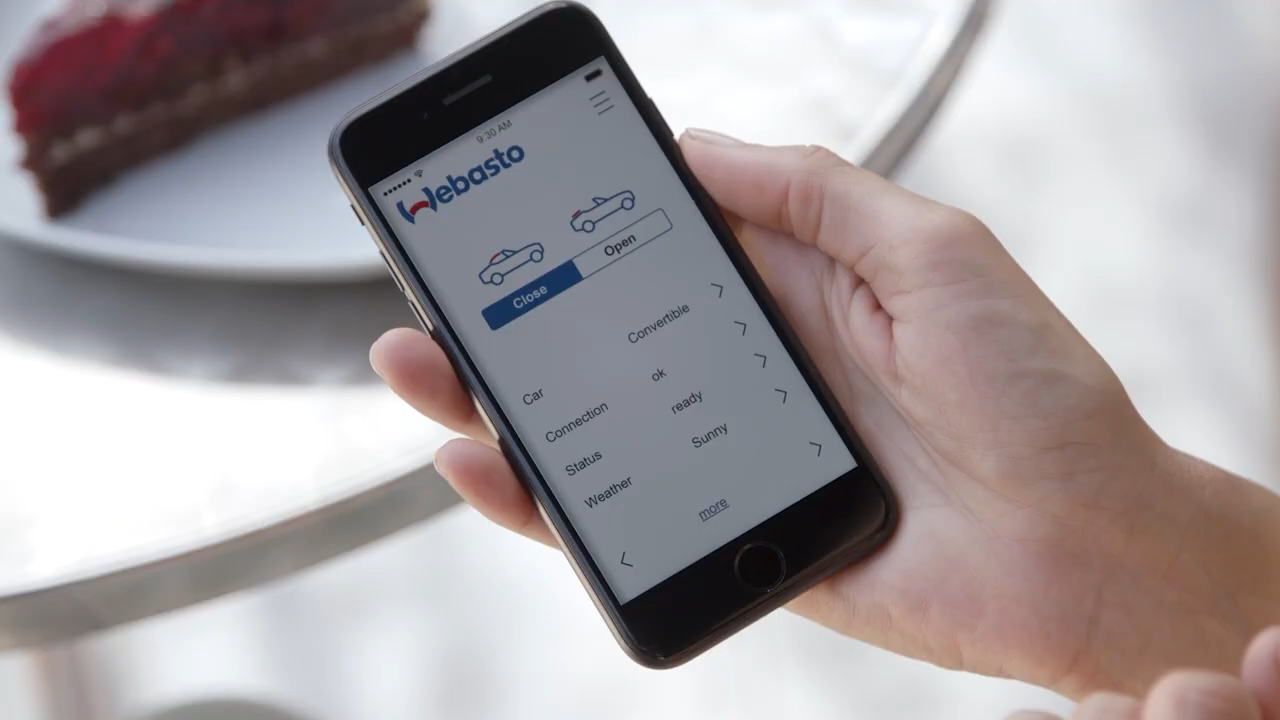 9:30 AM
Webasto
Close Open
Car Convertible
Connection ok
Status ready
Weather Sunny
more